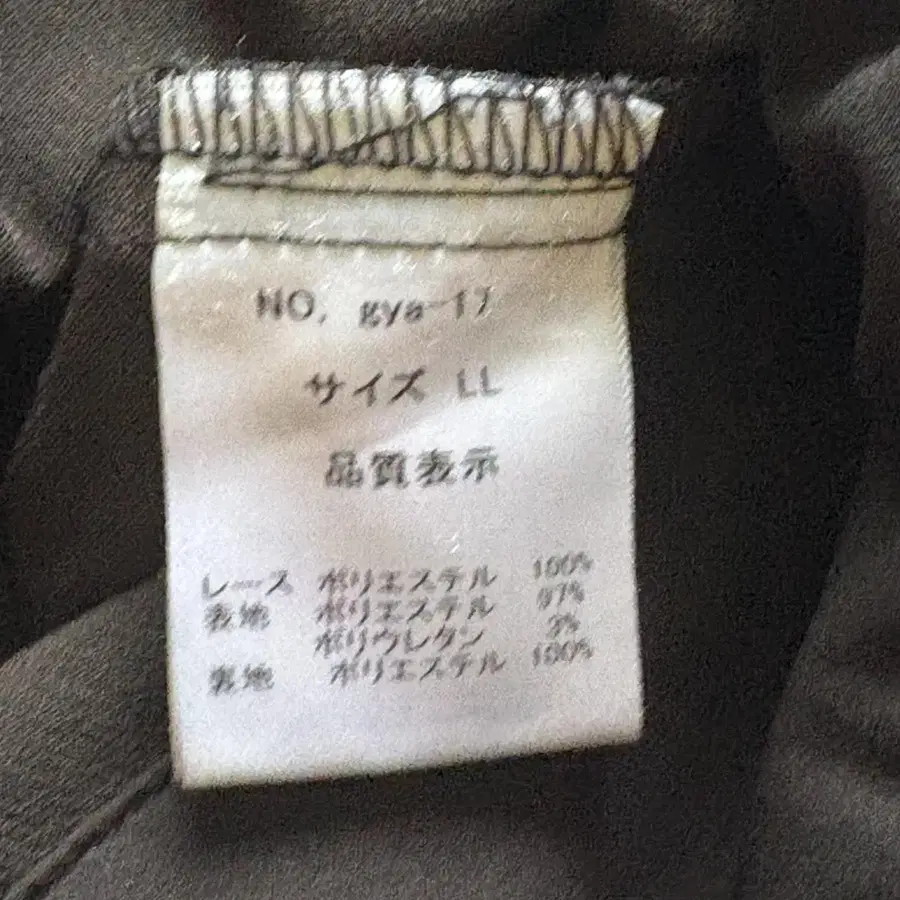 NO, gya-17
サイズ LL
品質表示
レース ポリエステル 100%
表地 ポリエステル 97%
ポリウレタン 3%
裏地 ポリエステル 100%